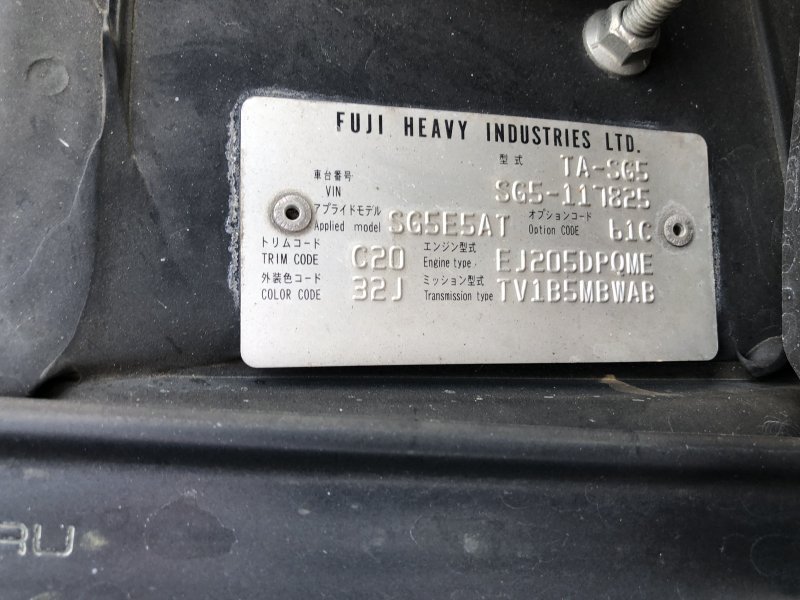 FUJI HEAVY INDUSTRIES LTD.
型式 TA-SG5
車台番号
VIN SG5-117825
アプライドモデル オプションコード
Applied model SG5E5AT Option CODE 61C
トリムコード エンジン型式
TRIM CODE C20 Engine type EJ205DPQME
外装色コード ミッション型式
COLOR CODE 32J Transmission type TV1B5MBWAB
RU